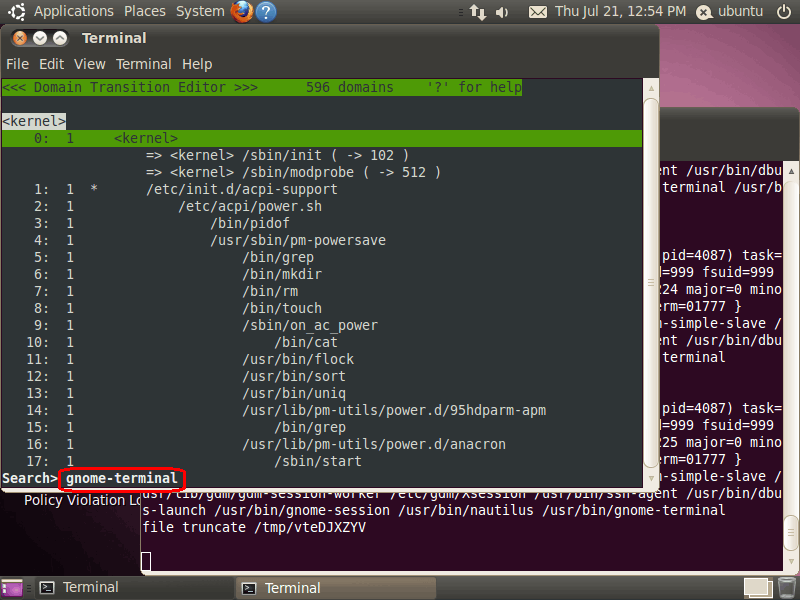 Applications Places System ? Thu Jul 21, 12:54 PM ubuntu
Terminal
File Edit View Terminal Help
<<< Domain Transition Editor >>> 596 domains '?' for help
<kernel>
0: 1 <kernel>
=> <kernel> /sbin/init ( -> 102 )
=> <kernel> /sbin/modprobe ( -> 512 )
1: 1 * /etc/init.d/acpi-support
2: 1 /etc/acpi/power.sh
3: 1 /bin/pidof
4: 1 /usr/sbin/pm-powersave
5: 1 /bin/grep
6: 1 /bin/mkdir
7: 1 /bin/rm
8: 1 /bin/touch
9: 1 /sbin/on_ac_power
10: 1 /bin/cat
11: 1 /usr/bin/flock
12: 1 /usr/bin/sort
13: 1 /usr/bin/uniq
14: 1 /usr/lib/pm-utils/power.d/95hdparm-apm
15: 1 /bin/grep
16: 1 /usr/lib/pm-utils/power.d/anacron
17: 1 /sbin/start
Search> gnome-terminal
ent /usr/bin/dbu
terminal /usr/b
pid=4087) task=
d=999 fsuid=999
224 major=0 mino
erm=01777 }
m-simple-slave /
ent /usr/bin/dbu
terminal
pid=4087) task=
d=999 fsuid=999
225 major=0 mino
erm=01777 }
m-simple-slave /
Policy Violation Lo
usr/lib/gdm/gdm-session-worker /etc/gdm/Xsession /usr/bin/ssh-agent /usr/bin/dbu
s-launch /usr/bin/gnome-session /usr/bin/nautilus /usr/bin/gnome-terminal
file truncate /tmp/vteDJXZYV
Terminal Terminal